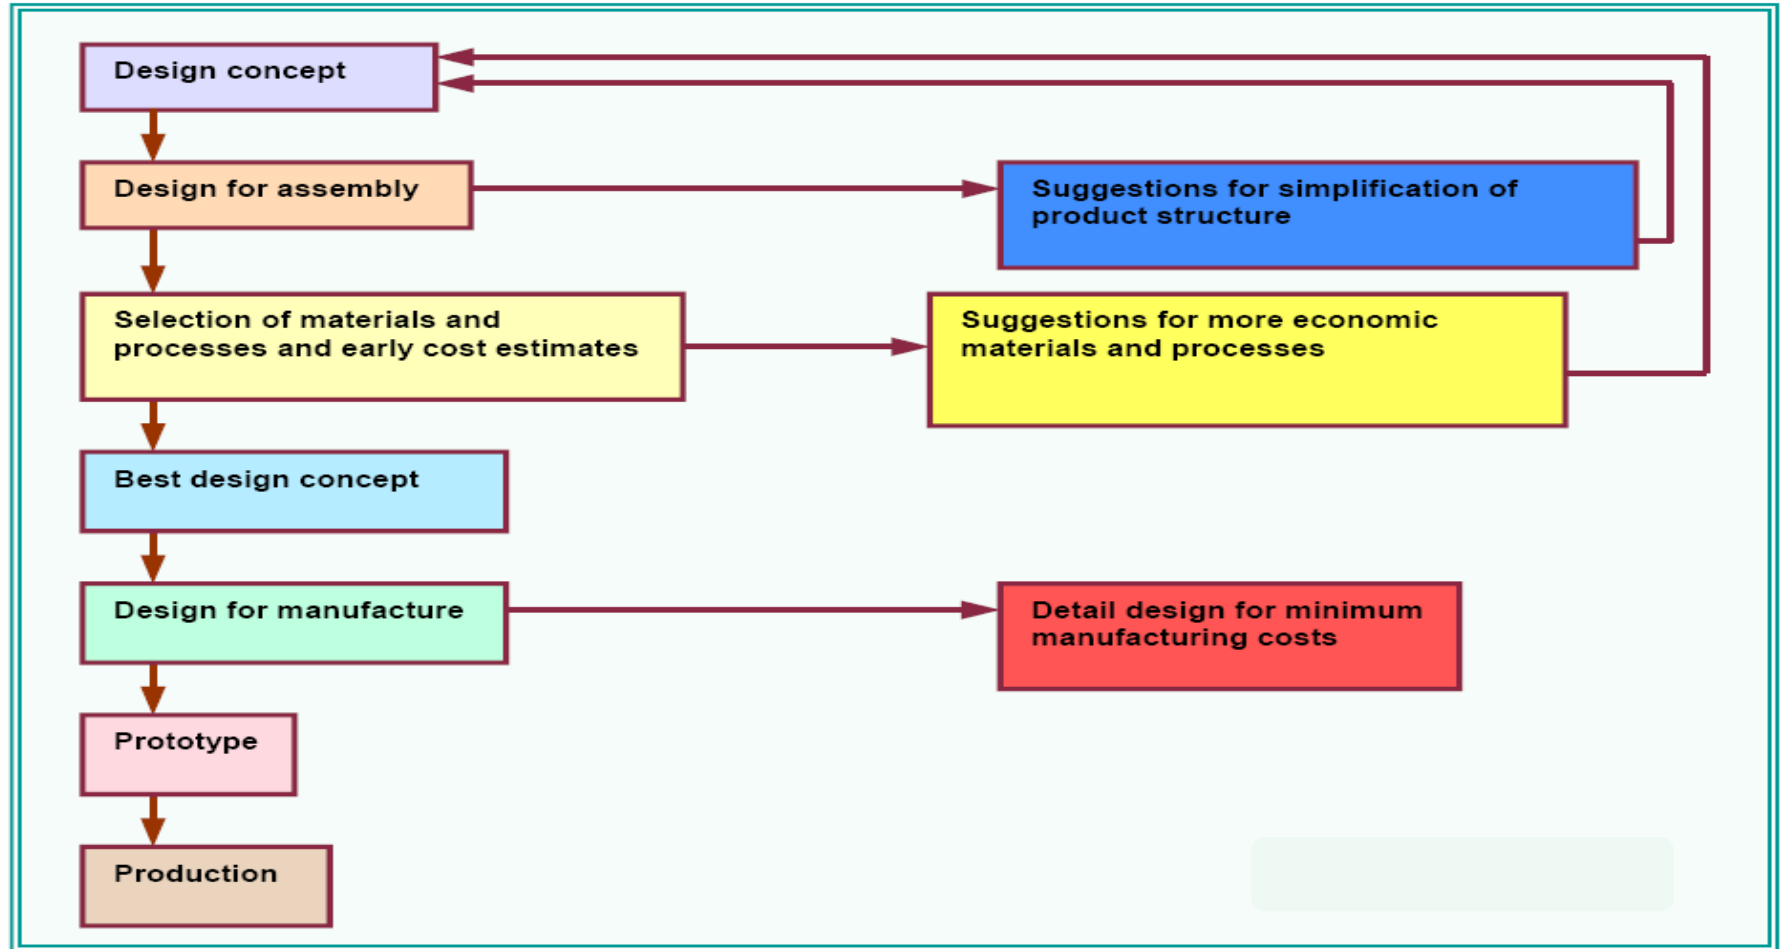 Design concept
Design for assembly
Suggestions for simplification of
product structure
Selection of materials and
processes and early cost estimates
Suggestions for more economic
materials and processes
Best design concept
Design for manufacture
Detail design for minimum
manufacturing costs
Prototype
Production